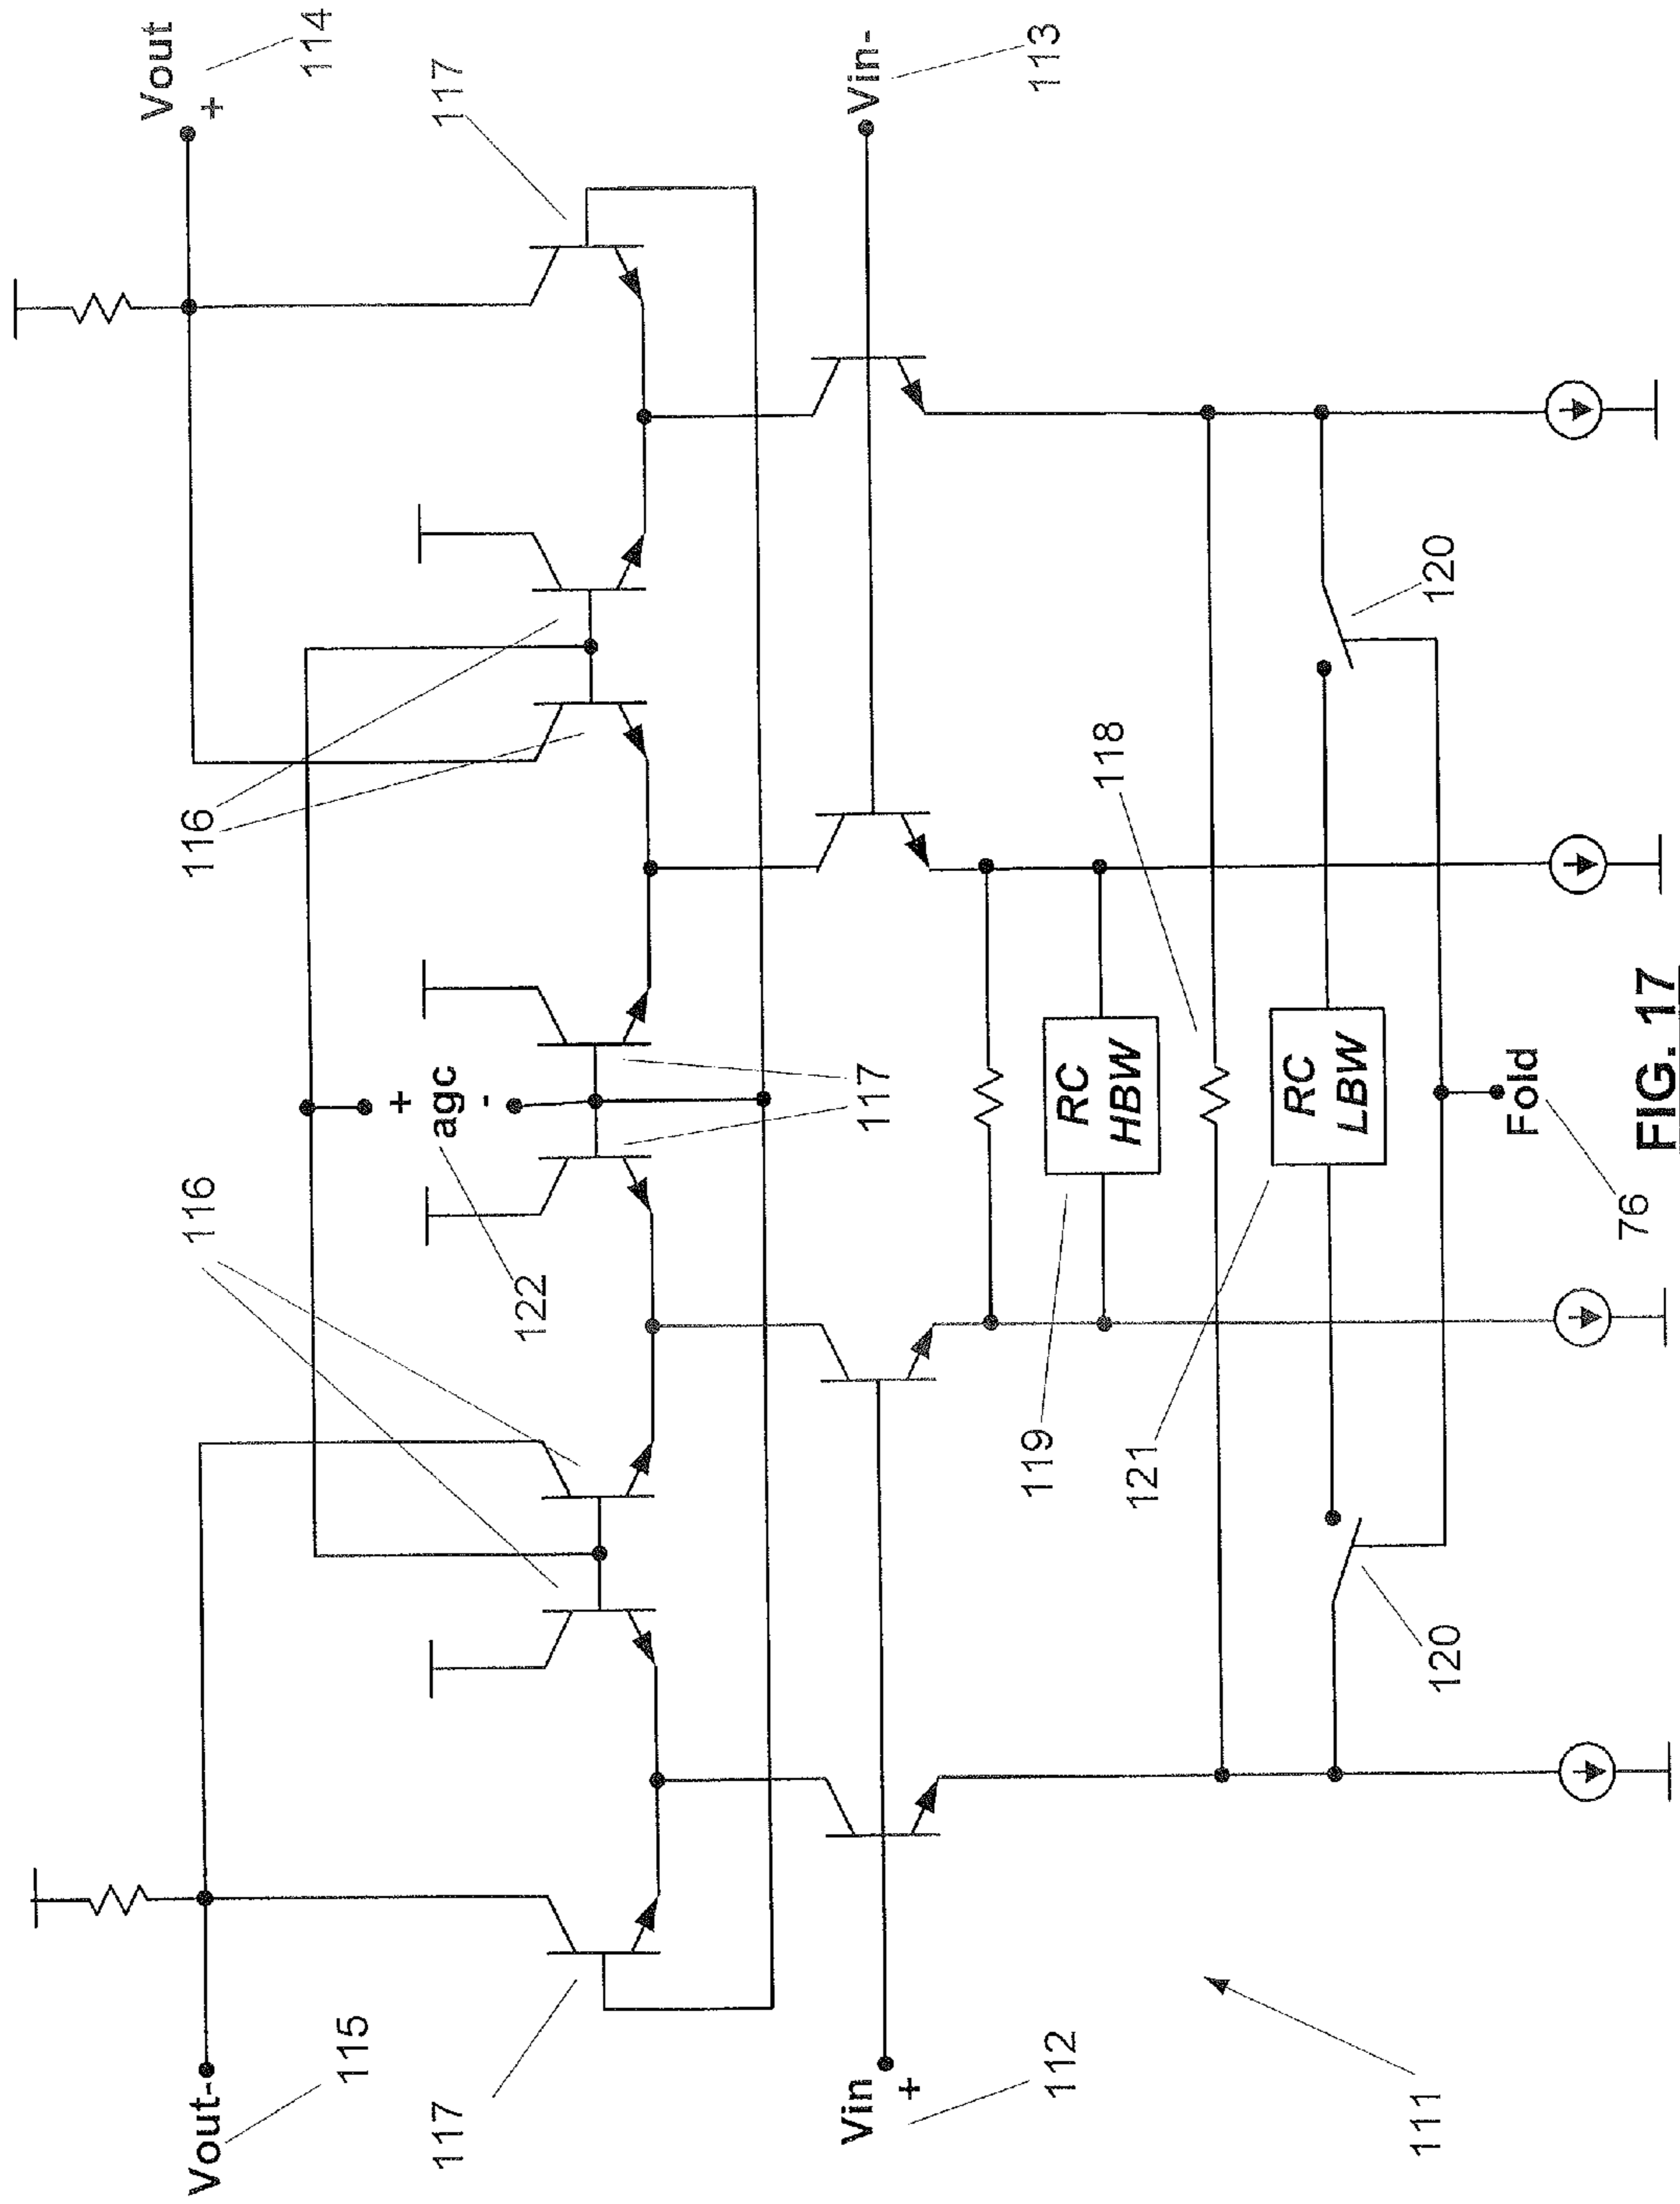 Vout-
115
117
116
+
agc
-
122
117
116
117
Vout
+
114
Vin
+
112
Vin-
113
111
119
RC
HBW
118
121
RC
LBW
120
120
Fold
76
FIG. 17